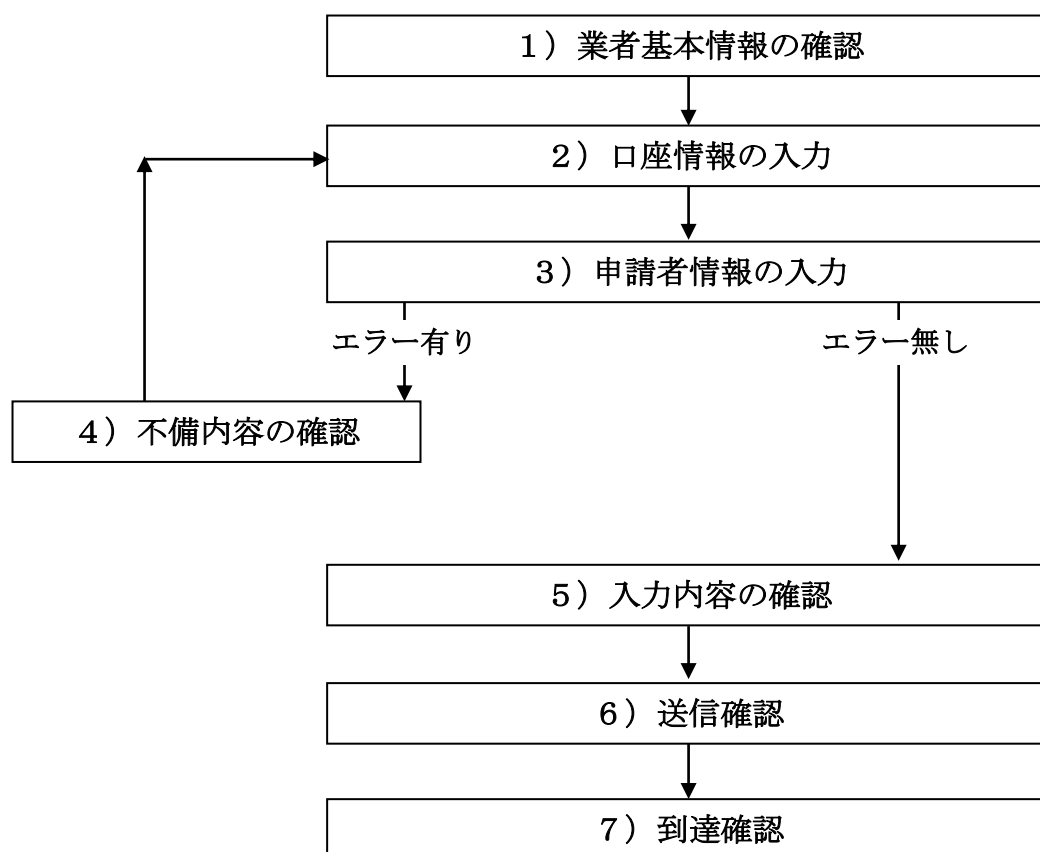 １）業者基本情報の確認
２）口座情報の入力
３）申請者情報の入力
エラー有り
エラー無し
４）不備内容の確認
５）入力内容の確認
６）送信確認
７）到達確認